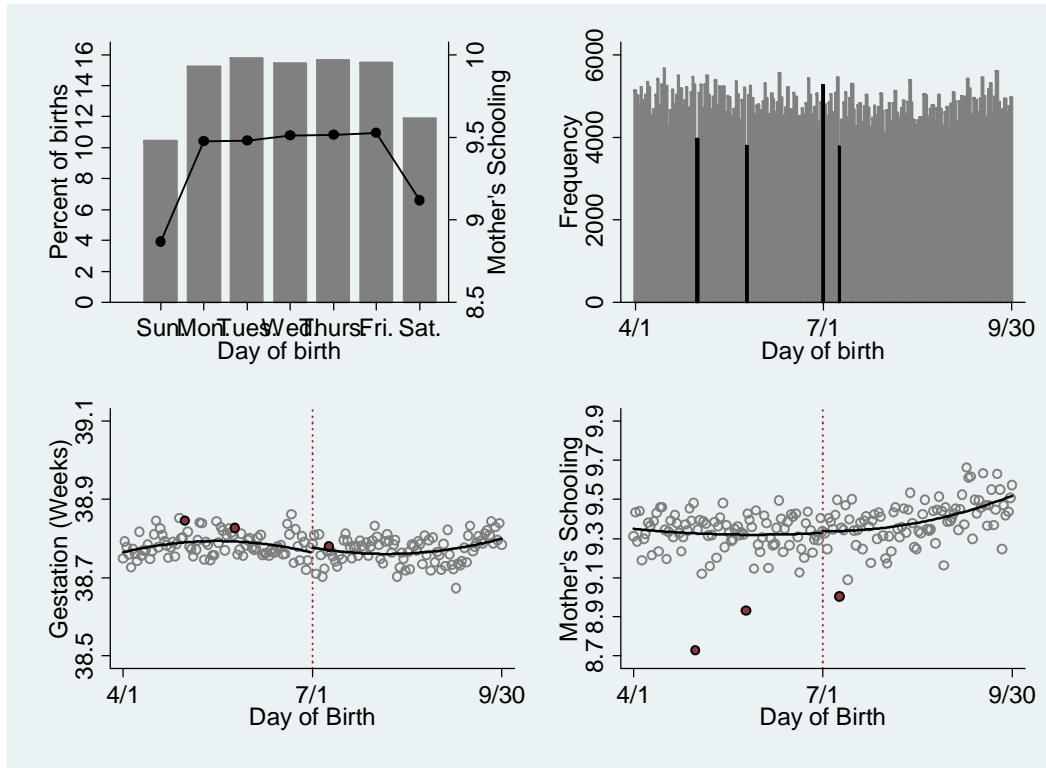 Percent of births
0 2 4 6 8 10 12 14 16
Mother's Schooling
8.5 9 9.5 10
Sun. Mon. Tues. Wed. Thurs. Fri. Sat.
Day of birth
Frequency
0 2000 4000 6000
4/1 7/1 9/30
Day of birth
Gestation (Weeks)
38.5 38.7 38.9 39.1
4/1 7/1 9/30
Day of Birth
Mother's Schooling
8.7 8.9 9.1 9.3 9.5 9.7 9.9
4/1 7/1 9/30
Day of Birth